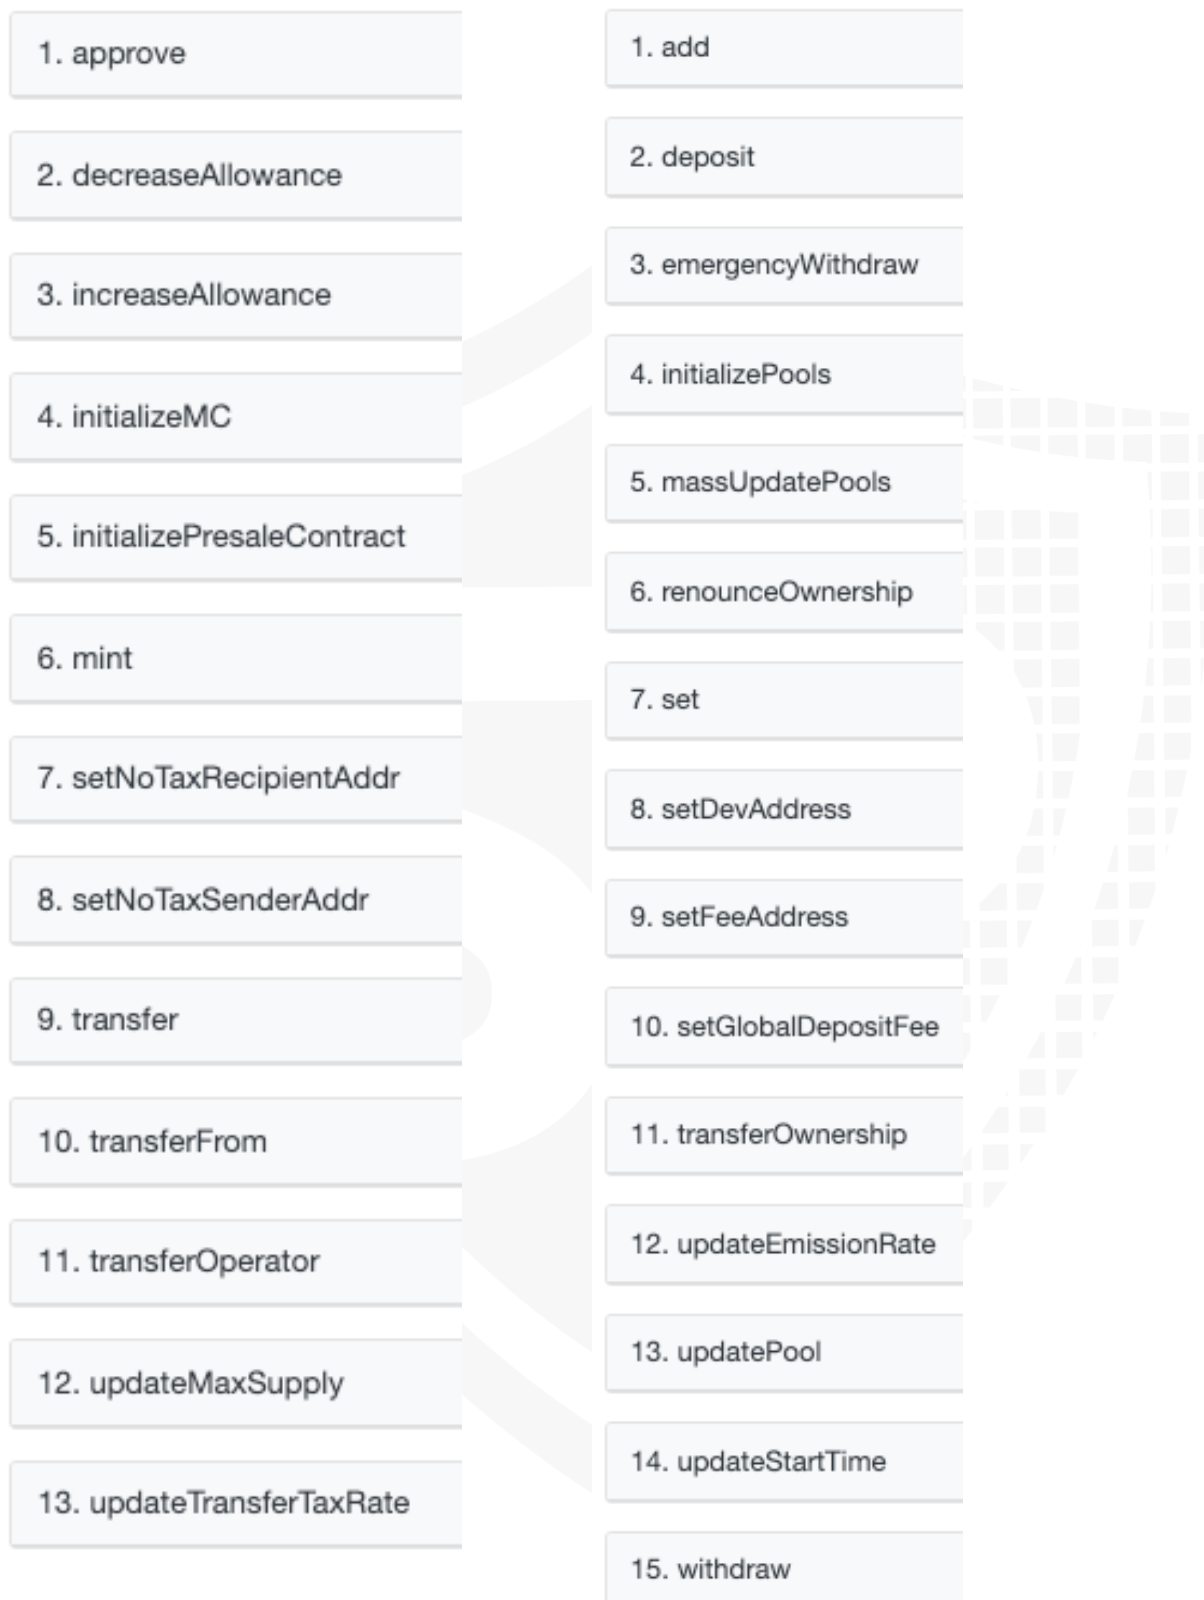 1. approve
2. decreaseAllowance
3. increaseAllowance
4. initializeMC
5. initializePresaleContract
6. mint
7. setNoTaxRecipientAddr
8. setNoTaxSenderAddr
9. transfer
10. transferFrom
11. transferOperator
12. updateMaxSupply
13. updateTransferTaxRate
1. add
2. deposit
3. emergencyWithdraw
4. initializePools
5. massUpdatePools
6. renounceOwnership
7. set
8. setDevAddress
9. setFeeAddress
10. setGlobalDepositFee
11. transferOwnership
12. updateEmissionRate
13. updatePool
14. updateStartTime
15. withdraw